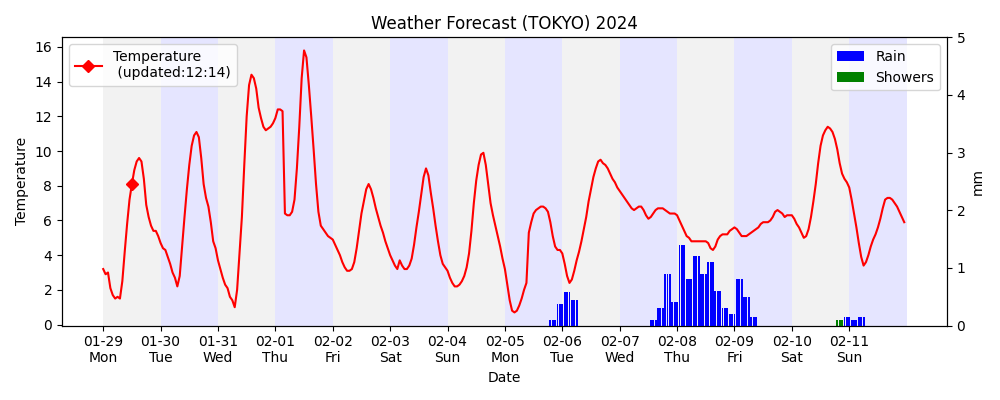 Weather Forecast (TOKYO) 2024
Temperature
(updated:12:14)
Rain
Showers
Temperature
16
14
12
10
8
6
4
2
0
5
4
3
2
1
0
mm
01-29 01-30 01-31 02-01 02-02 02-03 02-04 02-05 02-06 02-07 02-08 02-09 02-10 02-11
Mon Tue Wed Thu Fri Sat Sun Mon Tue Wed Thu Fri Sat Sun
Date